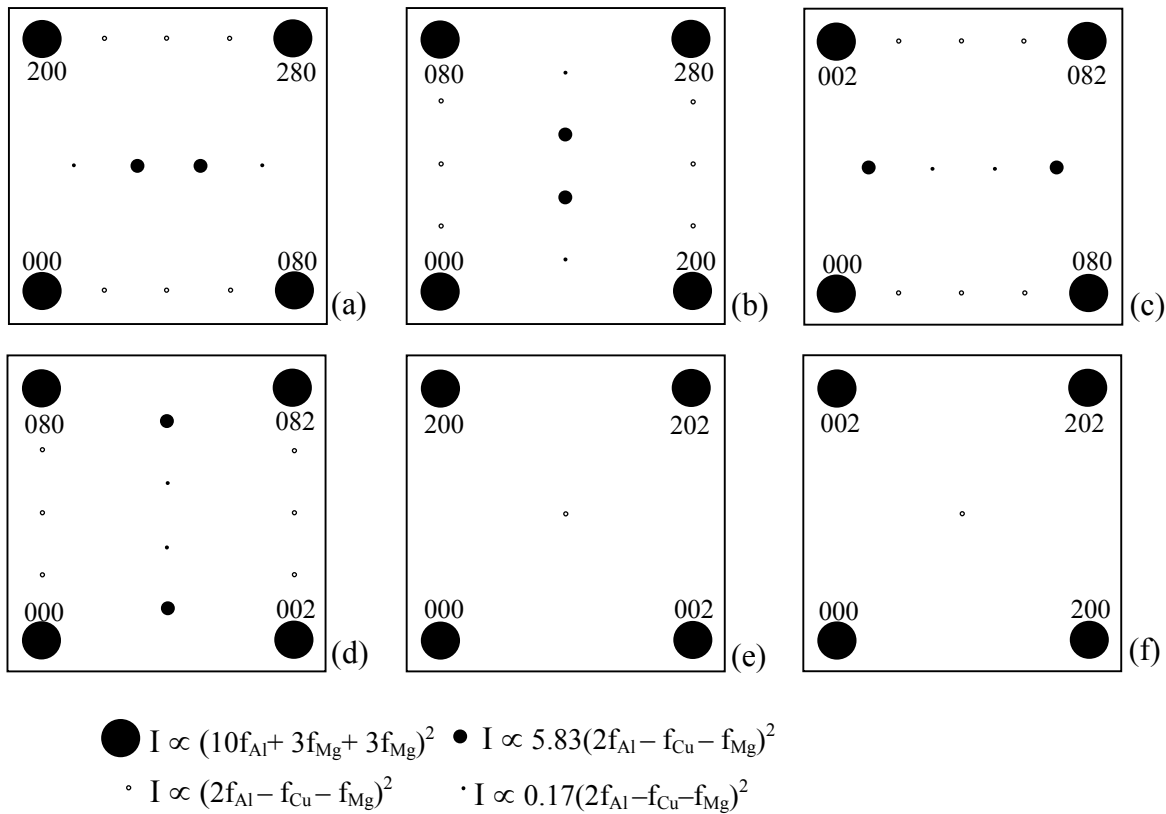 200 280 080 280 002 082
000 080 (a) 000 200 (b) 000 080 (c)
080 082 200 202 002 202
000 002 (d) 000 002 (e) 000 200 (f)
I ∝ (10f_Al+ 3f_Mg+ 3f_Mg)^2 I ∝ 5.83(2f_Al− f_Cu − f_Mg)^2
I ∝ (2f_Al− f_Cu − f_Mg)^2 I ∝ 0.17(2f_Al−f_Cu−f_Mg)^2